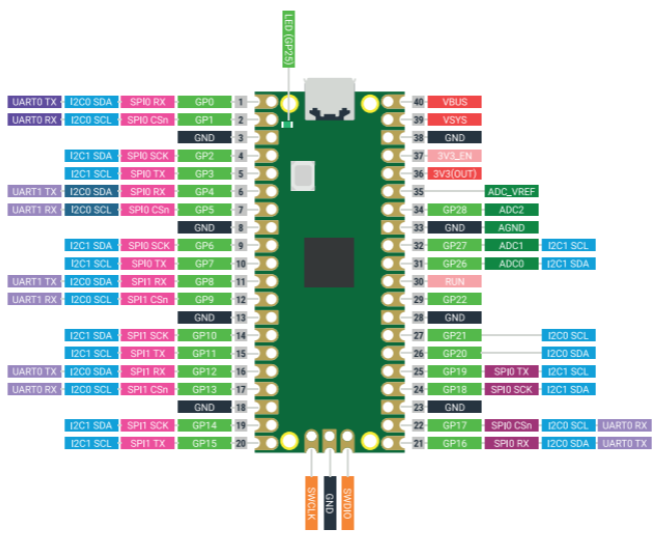 LED (GP25)
UART0 TX I2C0 SDA SPI0 RX GP0 1 40 VBUS
UART0 RX I2C0 SCL SPI0 CSn GP1 2 39 VSYS
GND 3 38 GND
I2C1 SDA SPI0 SCK GP2 4 37 3V3_EN
I2C1 SCL SPI0 TX GP3 5 36 3V3(OUT)
UART1 TX I2C0 SDA SPI0 RX GP4 6 35 ADC_VREF
UART1 RX I2C0 SCL SPI0 CSn GP5 7 34 GP28 ADC2
GND 8 33 GND AGND
I2C1 SDA SPI0 SCK GP6 9 32 GP27 ADC1 I2C1 SCL
I2C1 SCL SPI0 TX GP7 10 31 GP26 ADC0 I2C1 SDA
UART1 TX I2C0 SDA SPI1 RX GP8 11 30 RUN
UART1 RX I2C0 SCL SPI1 CSn GP9 12 29 GP22
GND 13 28 GND
I2C1 SDA SPI1 SCK GP10 14 27 GP21 I2C0 SCL
I2C1 SCL SPI1 TX GP11 15 26 GP20 I2C0 SDA
UART0 TX I2C0 SDA SPI1 RX GP12 16 25 GP19 SPI0 TX I2C1 SCL
UART0 RX I2C0 SCL SPI1 CSn GP13 17 24 GP18 SPI0 SCK I2C1 SDA
GND 18 23 GND
I2C1 SDA SPI1 SCK GP14 19 22 GP17 SPI0 CSn I2C0 SCL UART0 RX
I2C1 SCL SPI1 TX GP15 20 21 GP16 SPI0 RX I2C0 SDA UART0 TX
SWCLK
GND
SWDIO